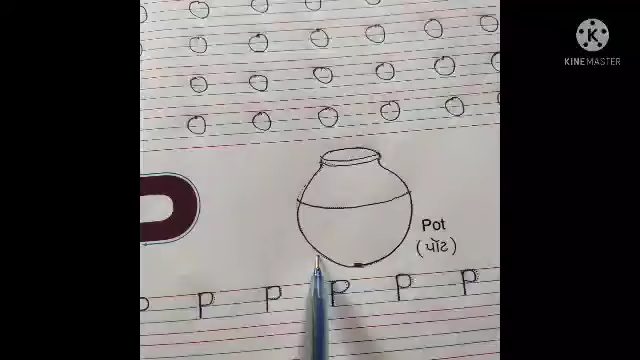 O O O O O
O O O O O O
O O O O O
O O O O O
P
Pot
(પૉટ)
P P P P P P
K
KINEMASTER